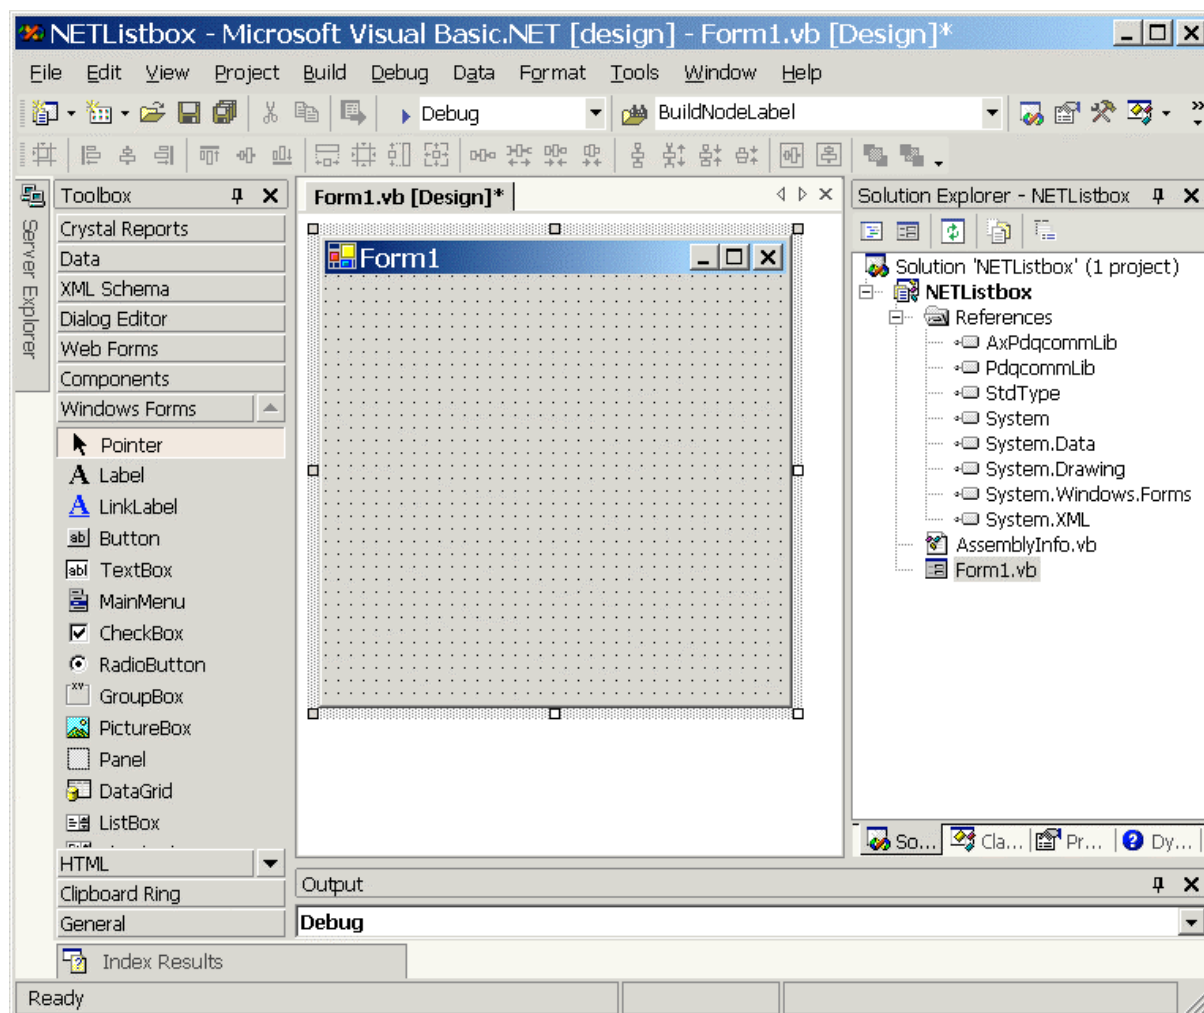 NETListbox - Microsoft Visual Basic.NET [design] - Form1.vb [Design]*
File Edit View Project Build Debug Data Format Tools Window Help
Debug BuildNodeLabel
Server Explorer
Toolbox
Crystal Reports
Data
XML Schema
Dialog Editor
Web Forms
Components
Windows Forms
Pointer
Label
LinkLabel
Button
TextBox
MainMenu
CheckBox
RadioButton
GroupBox
PictureBox
Panel
DataGrid
ListBox
HTML
Clipboard Ring
General
Form1.vb [Design]*
Form1
Solution Explorer - NETListbox
Solution 'NETListbox' (1 project)
NETListbox
References
AxPdqcommLib
PdqcommLib
StdType
System
System.Data
System.Drawing
System.Windows.Forms
System.XML
AssemblyInfo.vb
Form1.vb
So... Cla... Pr... Dy...
Output
Debug
Index Results
Ready